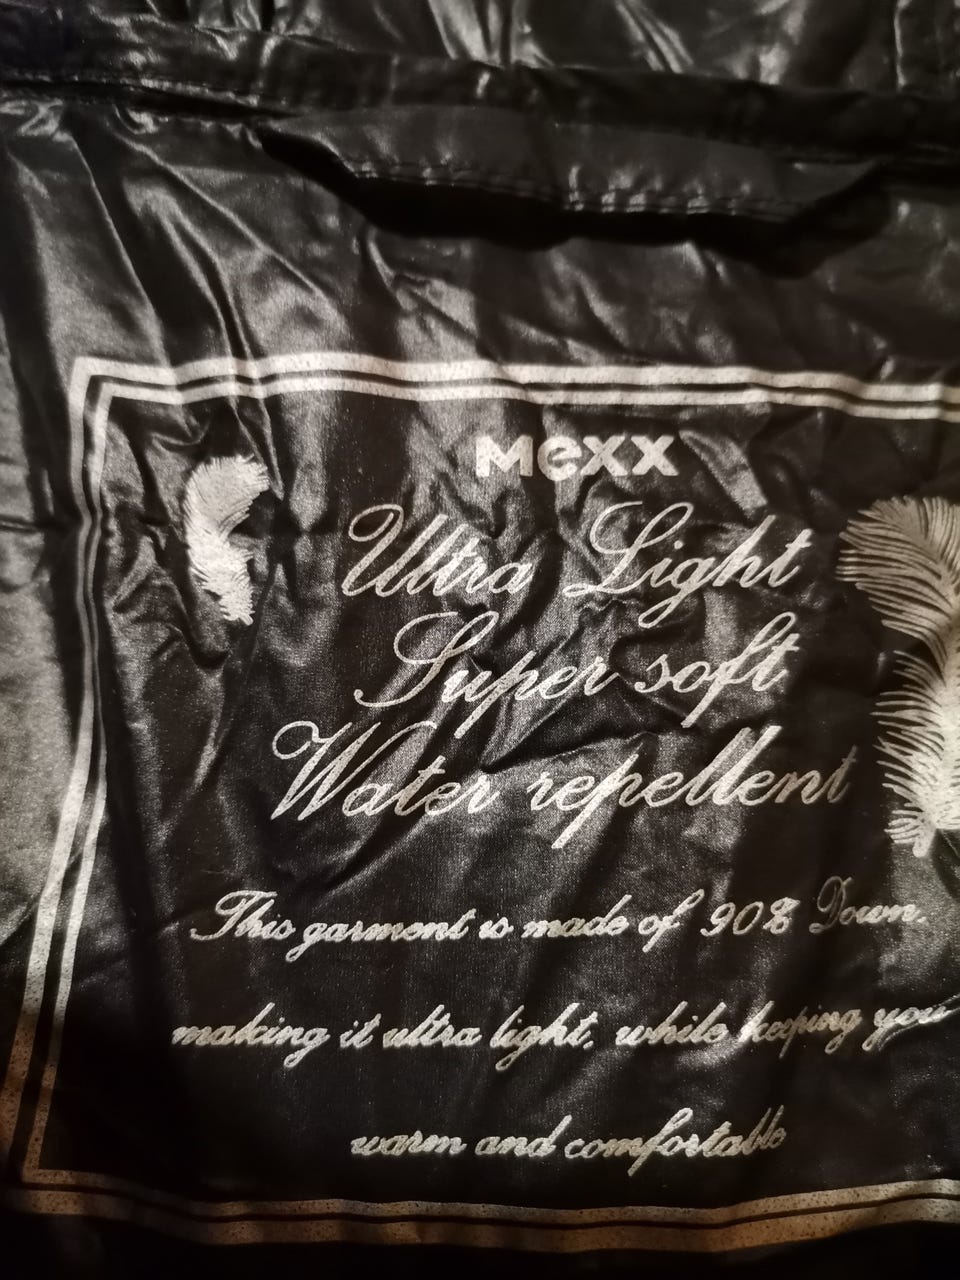 mexx
Ultra Light
Super soft
Water repellent
This garment is made of 90% Down.
making it ultra light, while keeping you
warm and comfortable